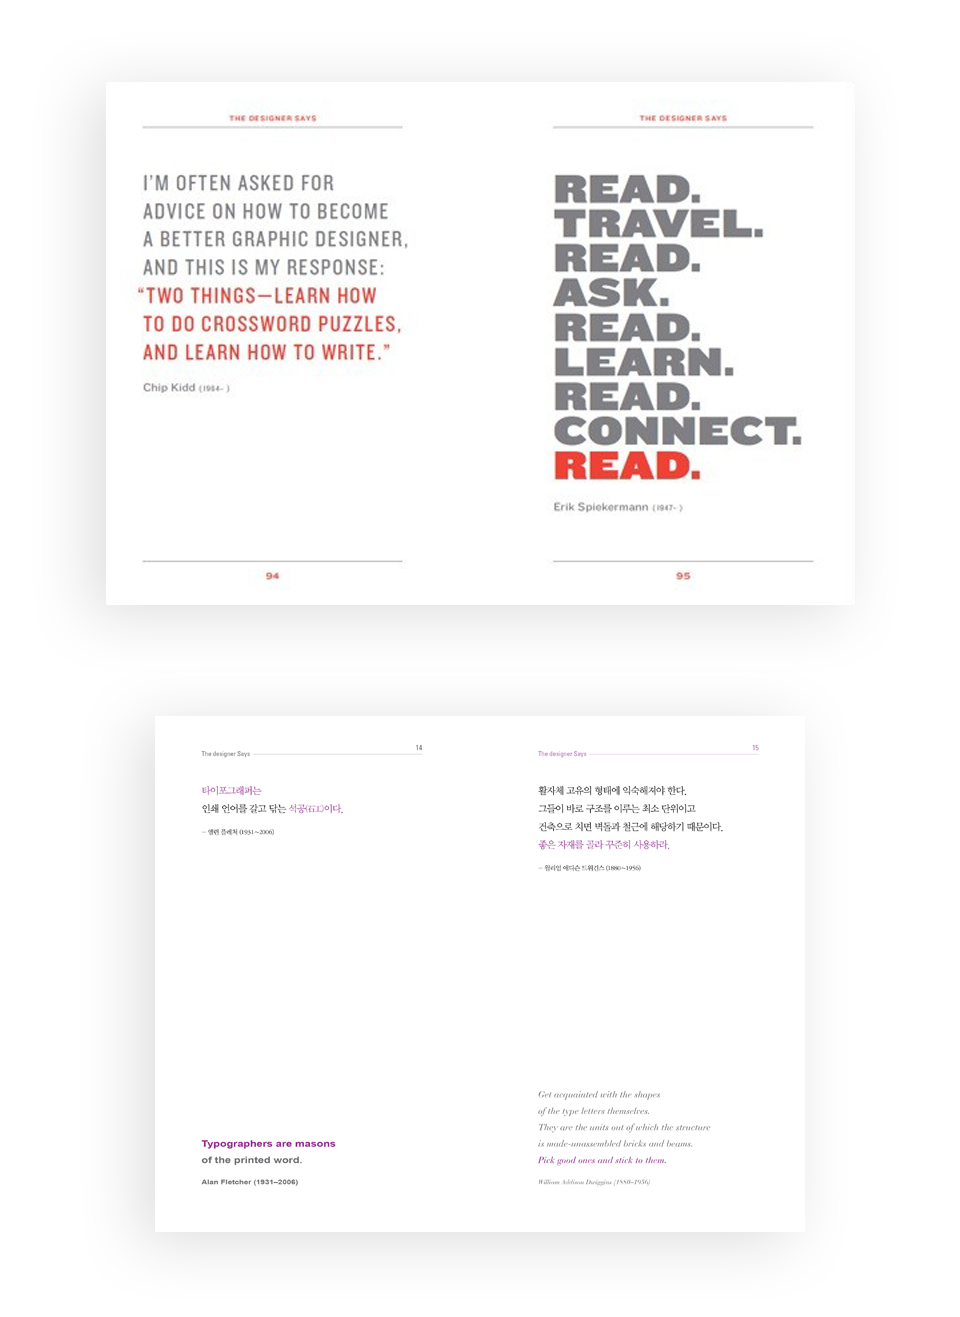 THE DESIGNER SAYS
I'M OFTEN ASKED FOR
ADVICE ON HOW TO BECOME
A BETTER GRAPHIC DESIGNER,
AND THIS IS MY RESPONSE:
“TWO THINGS—LEARN HOW
TO DO CROSSWORD PUZZLES,
AND LEARN HOW TO WRITE.”
Chip Kidd (1964– )
94
THE DESIGNER SAYS
READ.
TRAVEL.
READ.
ASK.
READ.
LEARN.
READ.
CONNECT.
READ.
Erik Spiekermann (1947– )
95
The designer Says 14
타이포그래퍼는
인쇄 언어를 갈고 닦는 석공(石工)이다.
– 앨런 플레처 (1931~2006)
Typographers are masons
of the printed word.
Alan Fletcher (1931–2006)
The designer Says 15
활자체 고유의 형태에 익숙해져야 한다.
그들이 바로 구조를 이루는 최소 단위이고
건축으로 치면 벽돌과 철근에 해당하기 때문이다.
좋은 자재를 골라 꾸준히 사용하라.
– 윌리엄 에디슨 드위긴스 (1880~1956)
Get acquainted with the shapes
of the type letters themselves.
They are the units out of which the structure
is made-unassembled bricks and beams.
Pick good ones and stick to them.
William Addison Dwiggins (1880–1956)